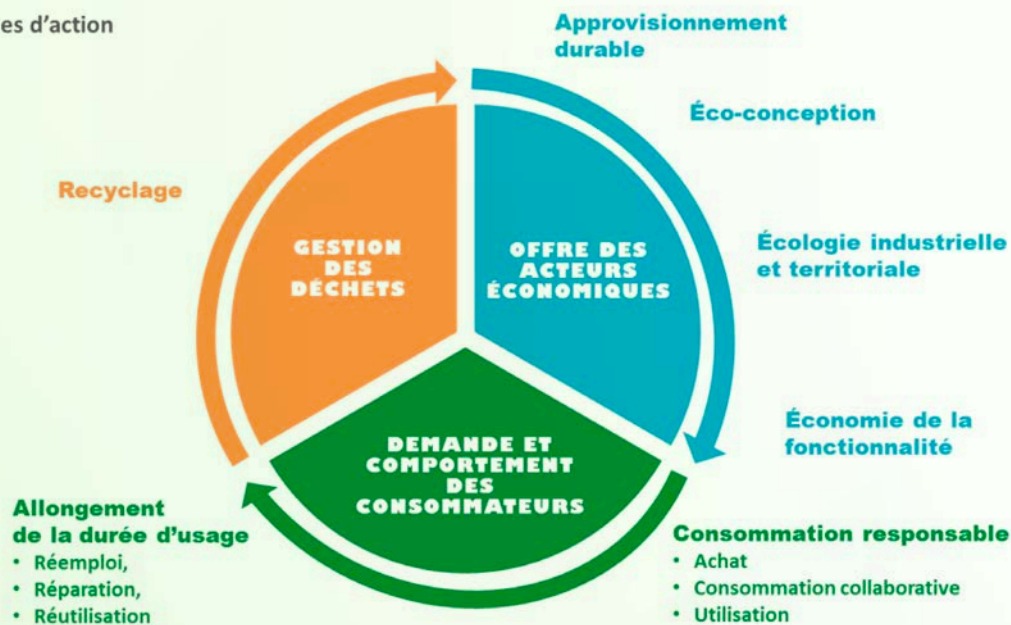 es d'action
Approvisionnement
durable
Éco-conception
Recyclage
GESTION
DES
DÉCHETS
OFFRE DES
ACTEURS
ÉCONOMIQUES
Écologie industrielle
et territoriale
Économie de la
fonctionnalité
DEMANDE ET
COMPORTEMENT
DES
CONSOMMATEURS
Allongement
de la durée d'usage
• Réemploi,
• Réparation,
• Réutilisation
Consommation responsable
• Achat
• Consommation collaborative
• Utilisation